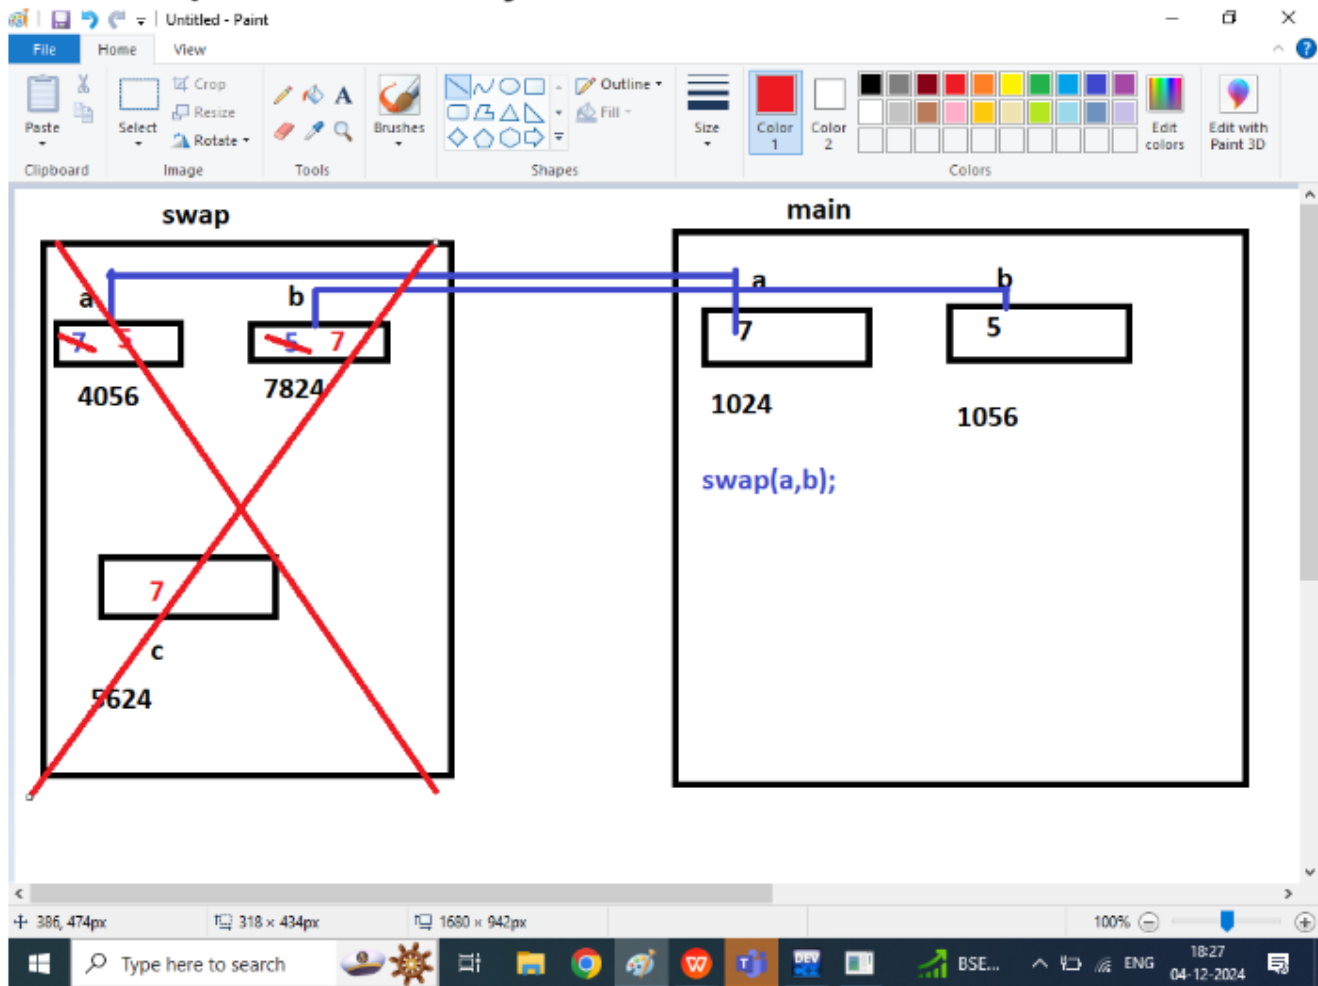 Untitled - Paint
File Home View
Paste
Select
Crop
Resize
Rotate
A
Brushes
Outline
Fill
Size
Color 1
Color 2
Edit colors
Edit with Paint 3D
Clipboard
Image
Tools
Shapes
Colors
swap
main
a
b
a
b
7 5
5 7
7
5
4056
7824
1024
1056
swap(a,b);
7
c
5624
386, 474px
318 × 434px
1680 × 942px
100%
Type here to search
DEV
BSE...
ENG
18:27
04-12-2024